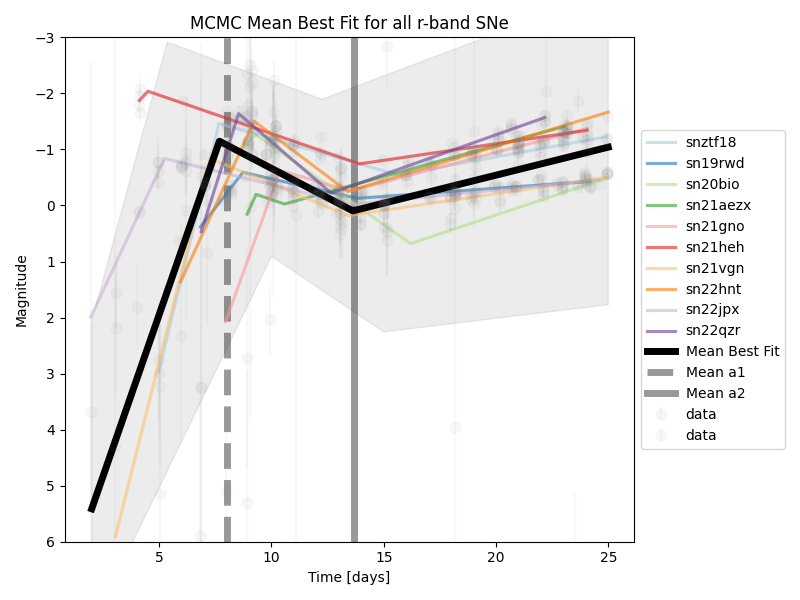 MCMC Mean Best Fit for all r-band SNe
−3
−2
−1
0
1
2
3
4
5
6
Magnitude
5
10
15
20
25
Time [days]
snztf18
sn19rwd
sn20bio
sn21aezx
sn21gno
sn21heh
sn21vgn
sn22hnt
sn22jpx
sn22qzr
Mean Best Fit
Mean a1
Mean a2
data
data